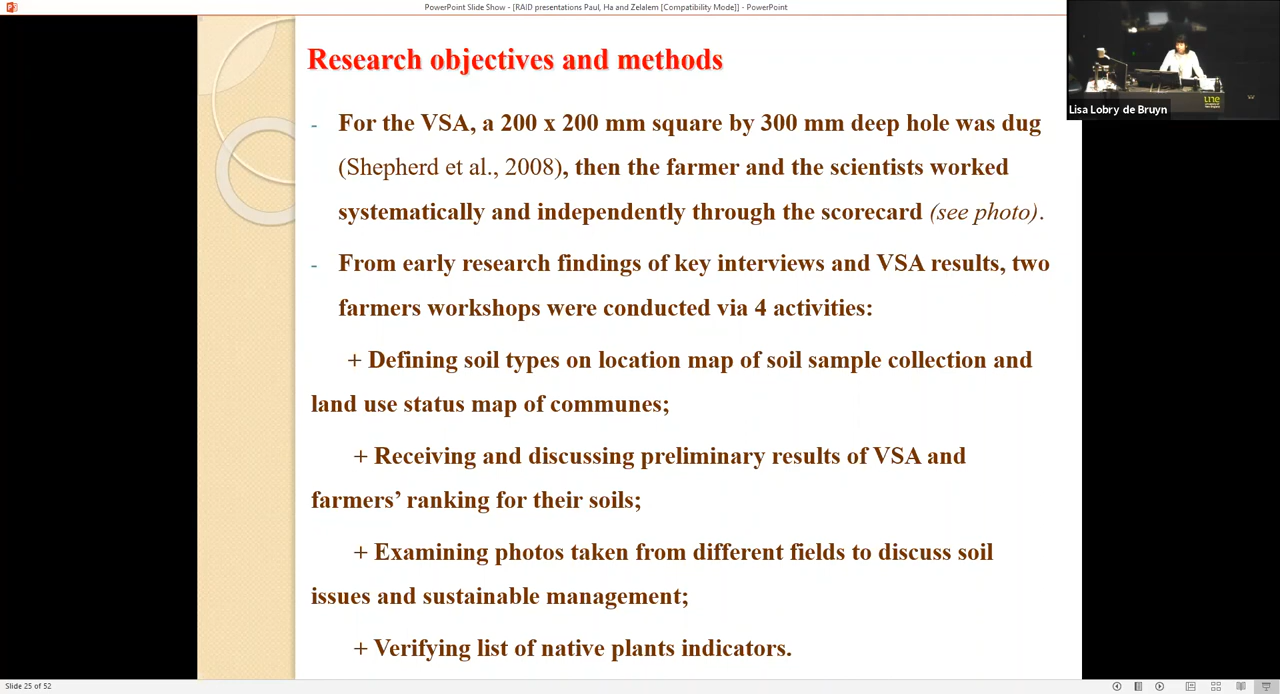 PowerPoint Slide Show - [RAID presentations Paul, Ha and Zelalem [Compatibility Mode]] - PowerPoint
Research objectives and methods
- For the VSA, a 200 x 200 mm square by 300 mm deep hole was dug
(Shepherd et al., 2008), then the farmer and the scientists worked
systematically and independently through the scorecard (see photo).
- From early research findings of key interviews and VSA results, two
farmers workshops were conducted via 4 activities:
+ Defining soil types on location map of soil sample collection and
land use status map of communes;
+ Receiving and discussing preliminary results of VSA and
farmers’ ranking for their soils;
+ Examining photos taken from different fields to discuss soil
issues and sustainable management;
+ Verifying list of native plants indicators.
une
Lisa Lobry de Bruyn
Slide 25 of 52